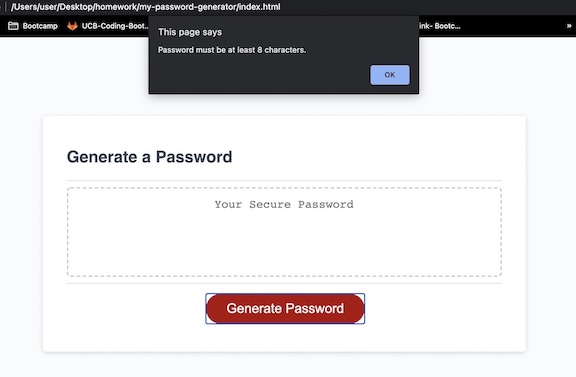 /Users/user/Desktop/homework/my-password-generator/index.html
Bootcamp UCB-Coding-Boot... ink- Bootc... »
This page says
Password must be at least 8 characters.
OK
Generate a Password
Your Secure Password
Generate Password